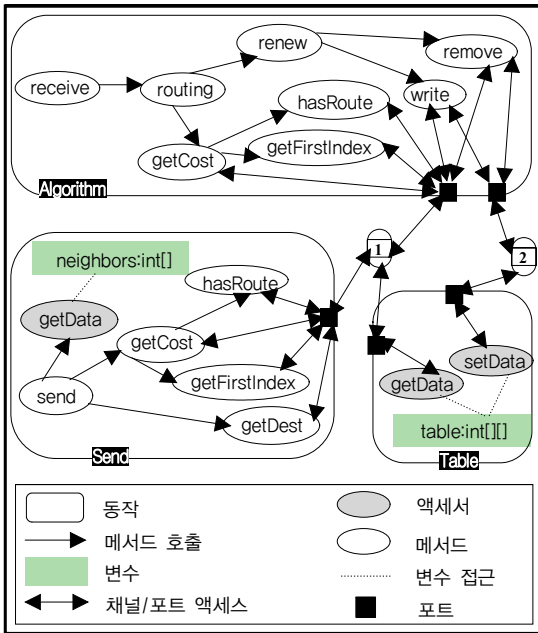 renew
remove
receive
routing
hasRoute
write
getCost
getFirstIndex
Algorithm
1
2
neighbors:int[]
hasRoute
getData
getCost
setData
getFirstIndex
getData
send
getDest
table:int[][]
Send
Table
동작
액세서
메서드 호출
메서드
변수
변수 접근
채널/포트 액세스
포트